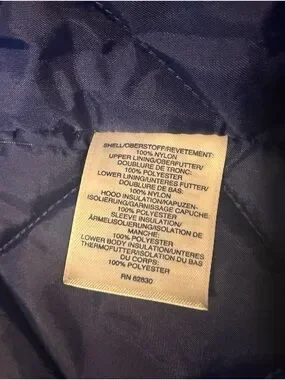 SHELL/OBERSTOFF/REVETEMENT:
100% NYLON
UPPER LINING/OBERFUTTER/
DOUBLURE DE TRONC:
100% POLYESTER
LOWER LINING/UNTERES FUTTER/
DOUBLURE DE BAS:
100% POLYESTER
HOOD INSULATION/KAPUZEN-
ISOLIERUNG/GARNISSAGE CAPUCHE:
100% POLYESTER
SLEEVE INSULATION/
ÄRMELISOLIERUNG/ISOLATION DE
MANCHE:
100% POLYESTER
LOWER BODY INSULATION/UNTERES
THERMOFUTTER/ISOLATION DU BAS
DU CORPS:
100% POLYESTER
RN 62830